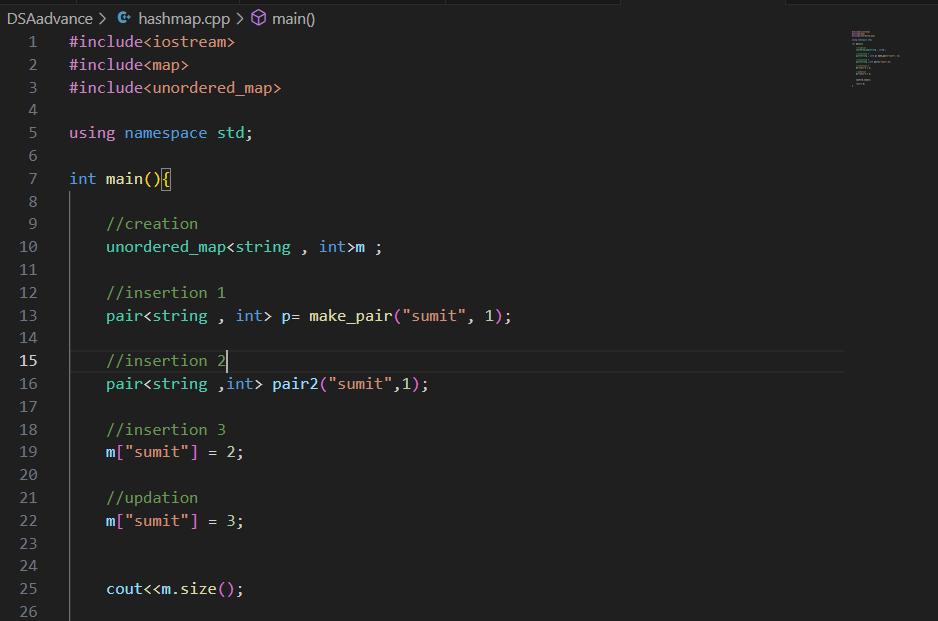 DSAadvance > hashmap.cpp > main()
1 #include<iostream>
2 #include<map>
3 #include<unordered_map>
4
5 using namespace std;
6
7 int main(){
8
9 //creation
10 unordered_map<string , int>m ;
11
12 //insertion 1
13 pair<string , int> p= make_pair("sumit", 1);
14
15 //insertion 2
16 pair<string ,int> pair2("sumit",1);
17
18 //insertion 3
19 m["sumit"] = 2;
20
21 //updation
22 m["sumit"] = 3;
23
24
25 cout<<m.size();
26